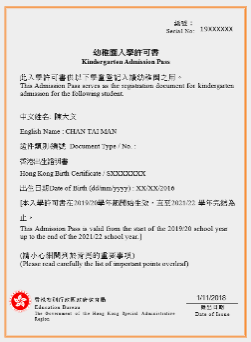 編號：
Serial No: 19XXXXXX
幼稚園入學許可書
Kindergarten Admission Pass
此入學許可書供以下學童登記入讀幼稚園之用。
This Admission Pass serves as the registration document for kindergarten
admission for the following student.
中文姓名: 陳大文
English Name : CHAN TAI MAN
證件類別/號碼 Document Type / No. :
香港出生證明書
Hong Kong Birth Certificate / SXXXXXXX
出生日期Date of Birth (dd/mm/yyyy) : XX/XX/2016
[本入學許可書在2019/20學年開始生效，直至2021/22 學年完結為
止。
This Admission Pass is valid from the start of the 2019/20 school year
up to the end of the 2021/22 school year.]
(請小心細閱於背頁的重要事項)
(Please read carefully the list of important points overleaf)
香港特別行政區政府教育局
Education Bureau
The Government of the Hong Kong Special Administrative
Region
1/11/2018
簽發日期
Date of Issue